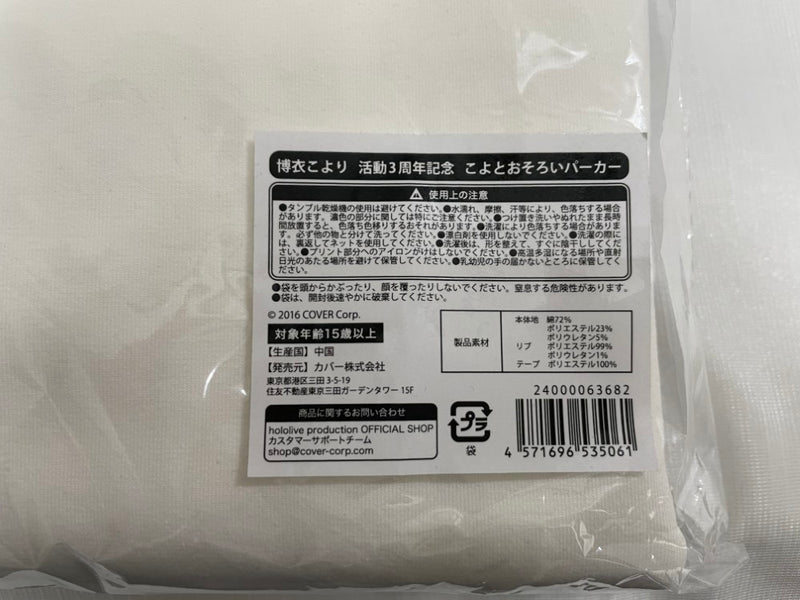 博衣こより 活動3周年記念 こよとおそろいパーカー
⚠ 使用上の注意
●タンブル乾燥機の使用は避けてください。●水濡れ、摩擦、汗等により、色落ちする場合
があります。濃色の部分に関しては特にご注意ください。●つけ置き洗いやぬれたまま長時
間放置すると、色落ち色移りするおそれがあります。●洗濯により色落ちする場合がありま
す。必ず他の物と分けて洗ってください。●漂白剤を使用しないでください。●洗濯の際に
は、裏返してネットを使用してください。●洗濯後は、形を整えて、すぐに陰干ししてくださ
い。●プリント部分へのアイロンがけはしないでください。●高温多湿になる場所や直射
日光のあたる場所を避けて保管してください。●乳幼児の手の届かないところに保管してく
ださい。
●袋を頭からかぶったり、顔を覆ったりしないでください。窒息する危険性があります。
●袋は、開封後速やかに破棄してください。
© 2016 COVER Corp.
対象年齢15歳以上
【生産国】中国
【発売元】カバー株式会社
東京都港区三田 3-5-19
住友不動産東京三田ガーデンタワー 15F
製品素材
本体地 綿72%
ポリエステル23%
ポリウレタン5%
リブ ポリエステル99%
ポリウレタン1%
テープ ポリエステル100%
商品に関するお問い合わせ
hololive production OFFICIAL SHOP
カスタマーサポートチーム
shop@cover-corp.com
プラ
袋
24000063682
4 571696 535061